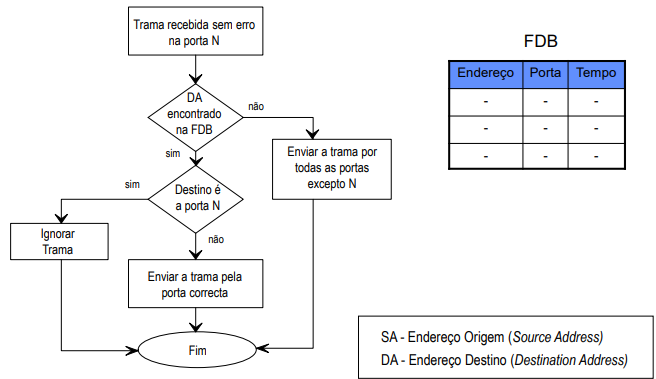 Trama recebida sem erro
na porta N
DA
encontrado
na FDB
não
sim
Enviar a trama por
todas as portas
excepto N
Destino é
a porta N
sim
não
Ignorar
Trama
Enviar a trama pela
porta correcta
Fim
FDB
Endereço Porta Tempo
- - -
- - -
- - -
SA - Endereço Origem (Source Address)
DA - Endereço Destino (Destination Address)